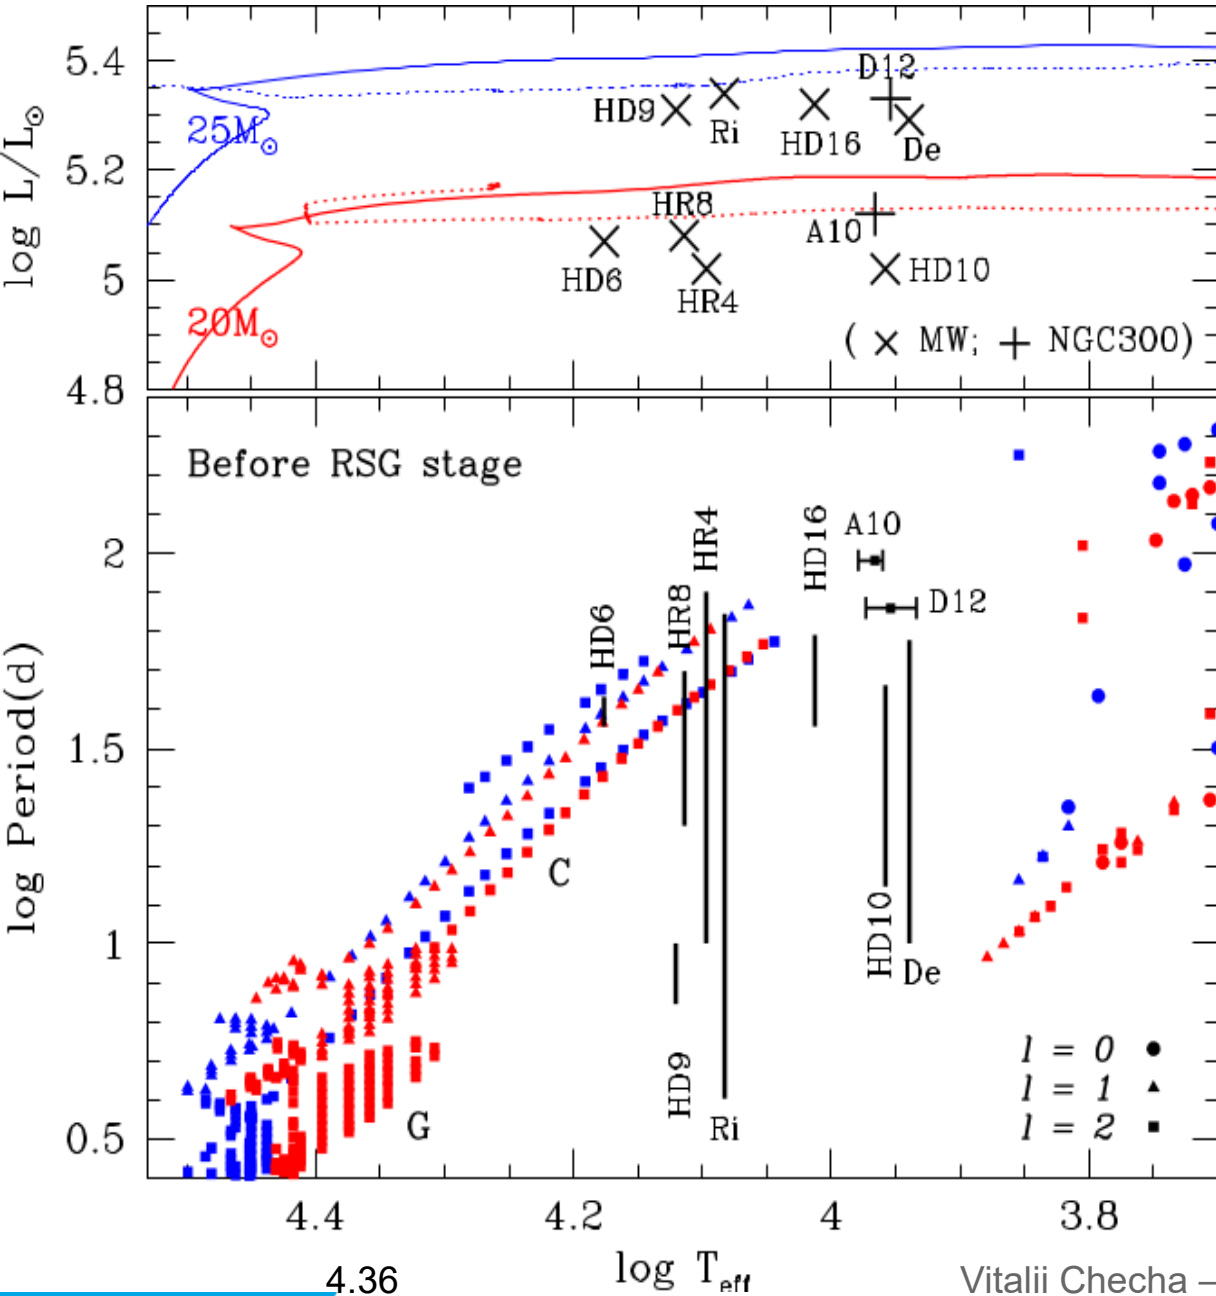 log L/L⊙
5.4
5.2
5
4.8
25M⊙
20M⊙
HD9
Ri
HD16
D12
De
HR8
HD6
HR4
A10
HD10
( × MW; + NGC300)
log Period(d)
2
1.5
1
0.5
Before RSG stage
HD6
HR8
HR4
HD16
A10
D12
C
G
HD9
Ri
HD10
De
l = 0
l = 1
l = 2
4.4
4.2
4
3.8
log Teff
4.36
Vitalii Checha –